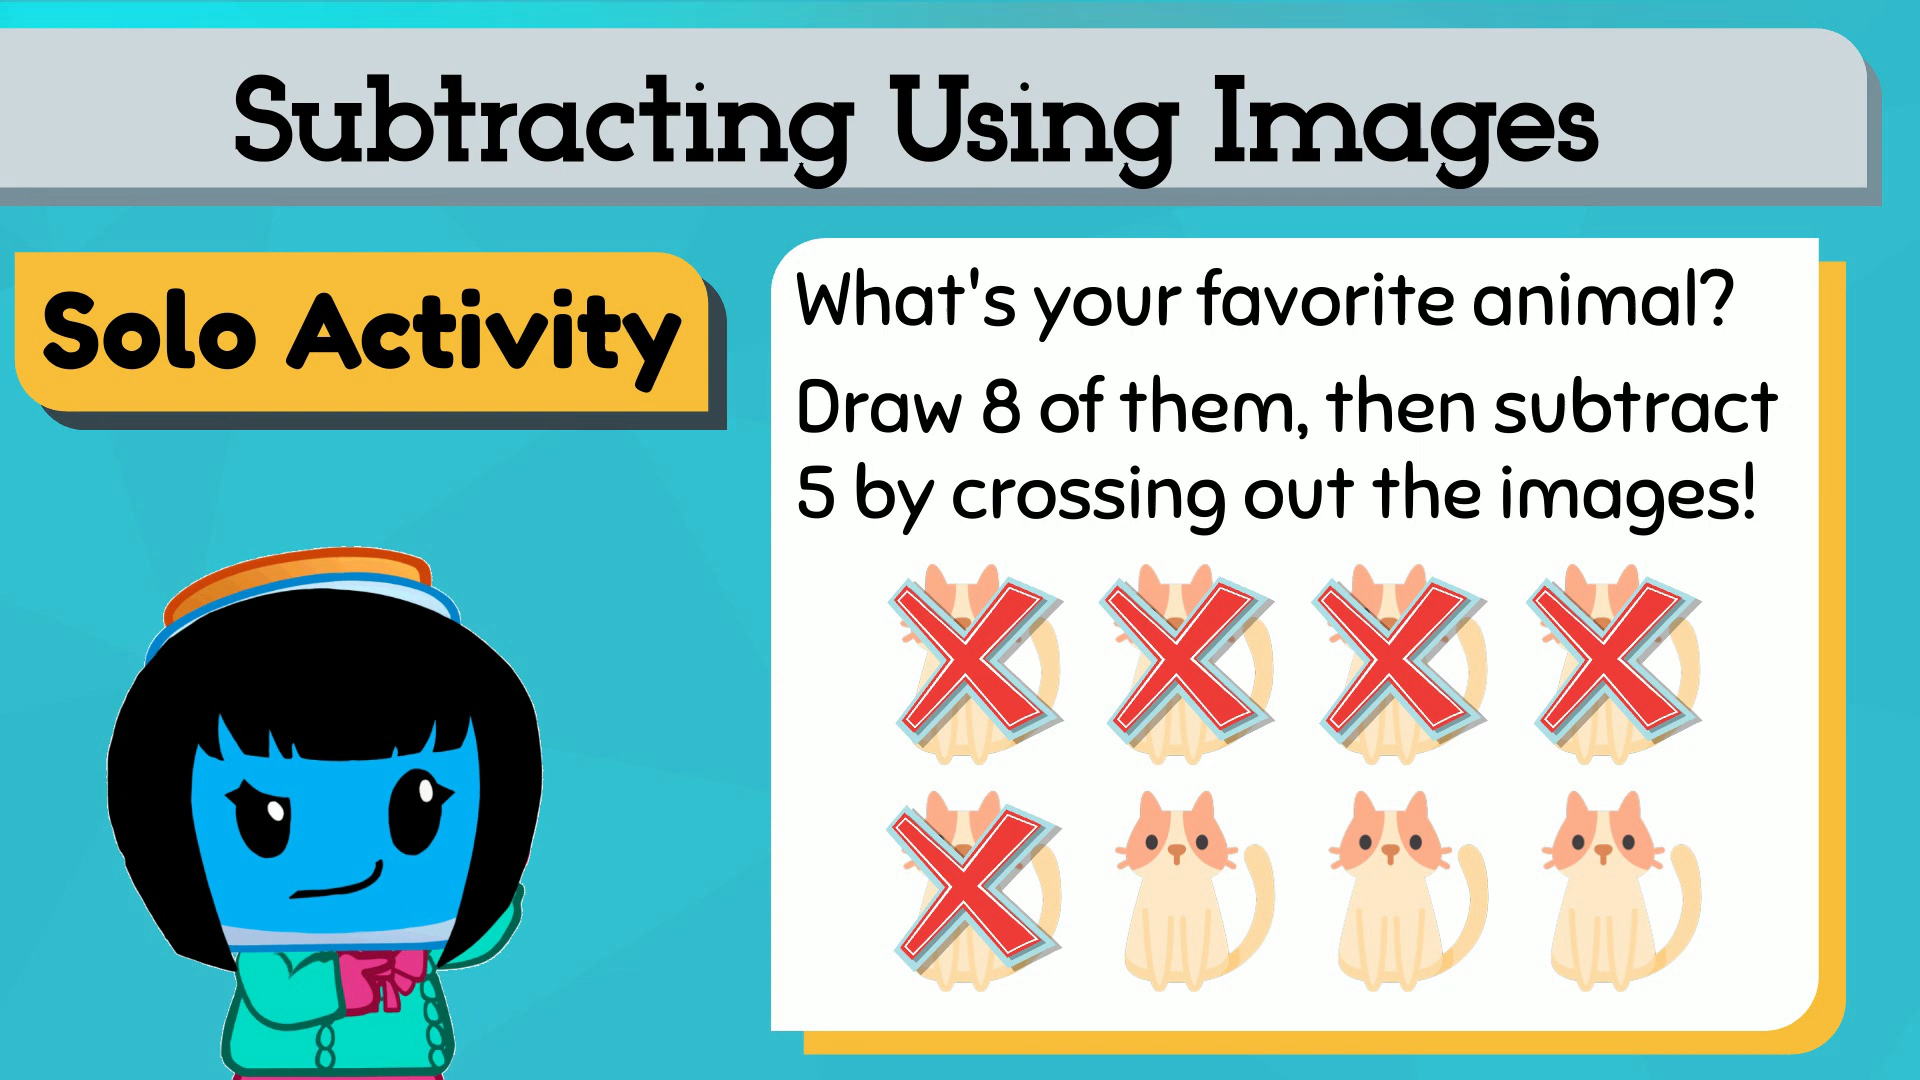 Subtracting Using Images
Solo Activity
What's your favorite animal?
Draw 8 of them, then subtract
5 by crossing out the images!